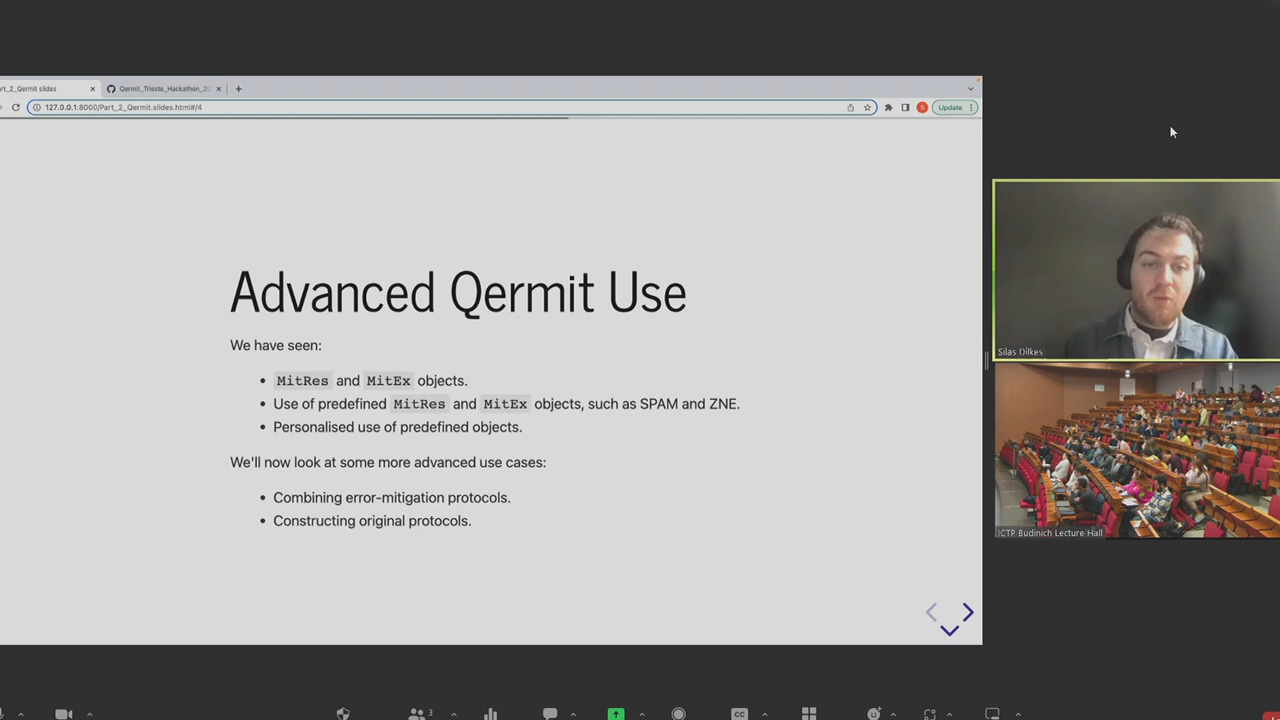 rt_2_Qermit slides
Qermit_Trieste_Hackathon_20
127.0.0.1:8000/Part_2_Qermit.slides.html#/4
S
Update
Advanced Qermit Use
We have seen:
MitRes and MitEx objects.
Use of predefined MitRes and MitEx objects, such as SPAM and ZNE.
Personalised use of predefined objects.
We'll now look at some more advanced use cases:
Combining error-mitigation protocols.
Constructing original protocols.
Silas Dilkes
ICTP Budinich Lecture Hall
3
CC